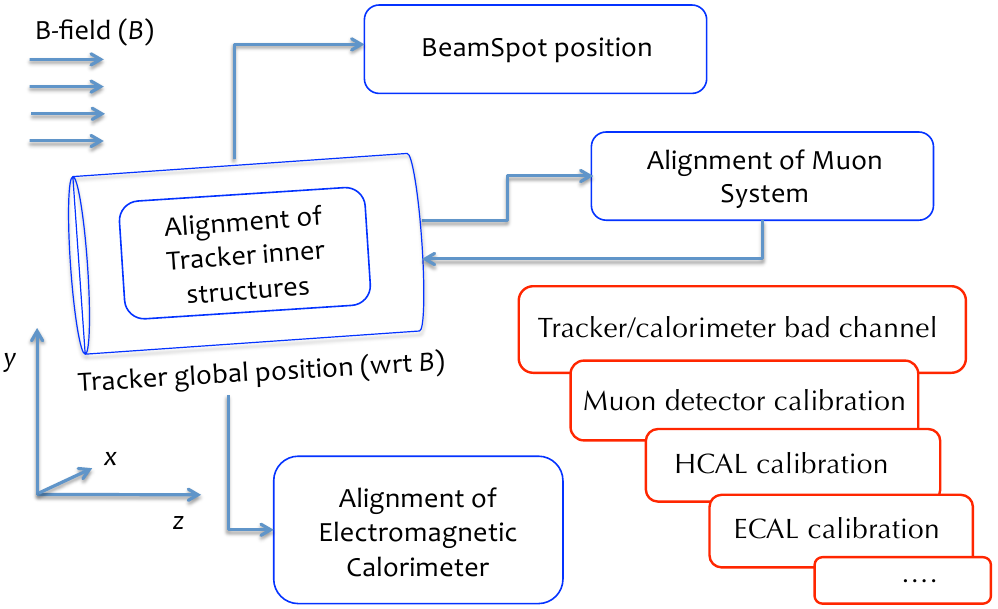 B-field (B)
BeamSpot position
Alignment of Muon
System
Alignment of
Tracker inner
structures
Tracker/calorimeter bad channel
y
Tracker global position (wrt B)
Muon detector calibration
x
HCAL calibration
z
Alignment of
Electromagnetic
Calorimeter
ECAL calibration
....